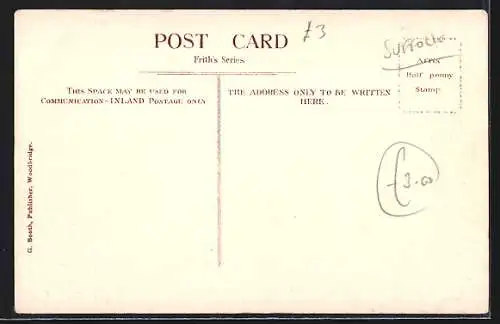 £3
POST CARD
Frith's Series.
Suffolk
Affix
Half penny
Stamp
THIS SPACE MAY BE USED FOR
COMMUNICATION-INLAND POSTAGE ONLY
THE ADDRESS ONLY TO BE WRITTEN
HERE.
£3-00
G. Booth, Publisher, Woodbridge.